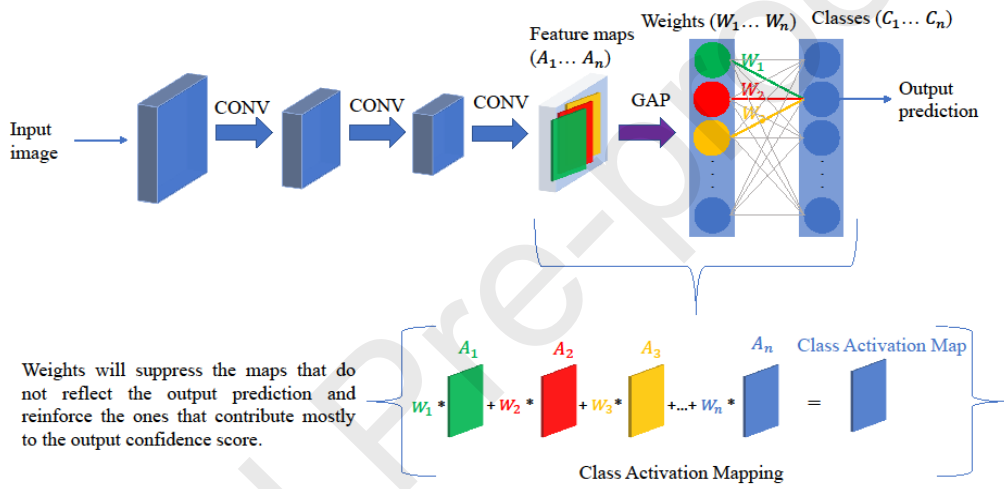 Weights (W₁… Wₙ)
Classes (C₁… Cₙ)
Feature maps
(A₁… Aₙ)
Input
image
CONV
CONV
CONV
GAP
W₁
W₂
Output
prediction
Weights will suppress the maps that do
not reflect the output prediction and
reinforce the ones that contribute mostly
to the output confidence score.
A₁
A₂
A₃
Aₙ
Class Activation Map
W₁ * + W₂ * + W₃ * +...+ Wₙ * =
Class Activation Mapping